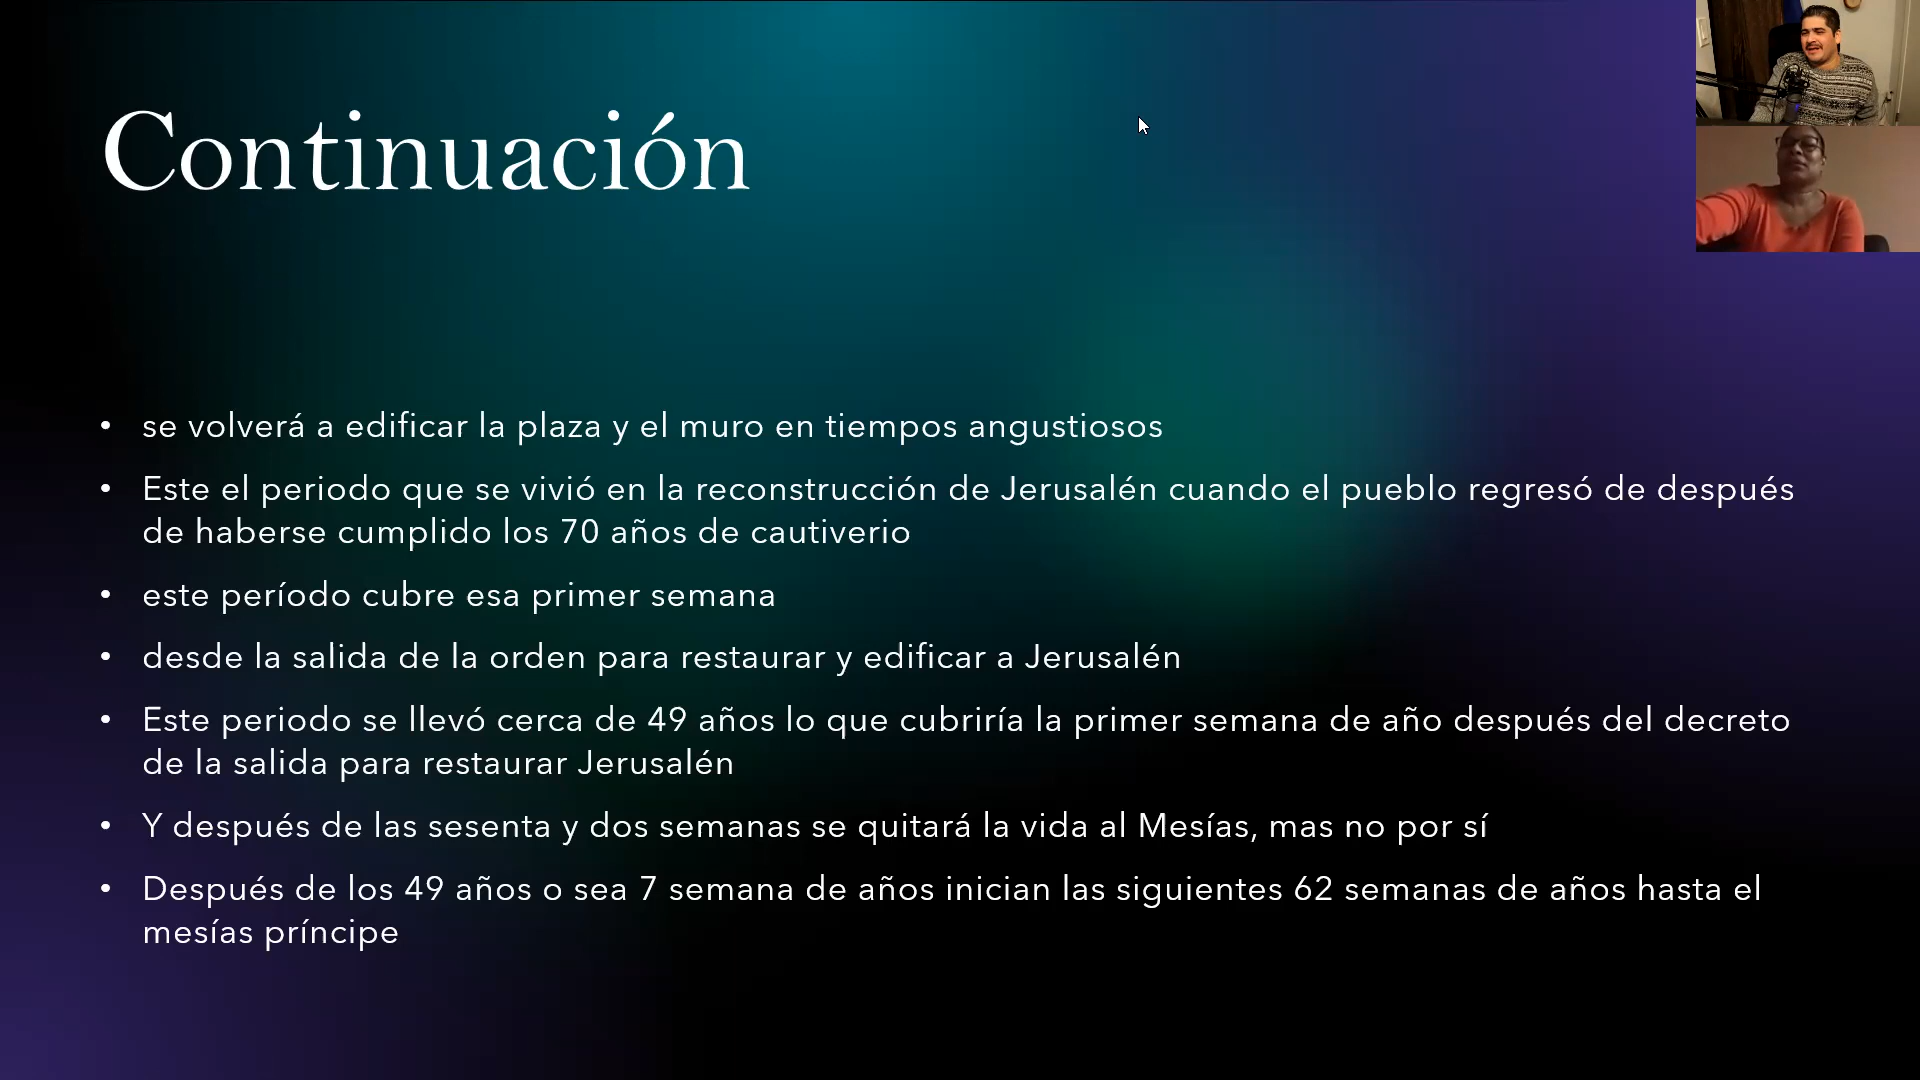 Continuación
• se volverá a edificar la plaza y el muro en tiempos angustiosos
• Este el periodo que se vivió en la reconstrucción de Jerusalén cuando el pueblo regresó de después
de haberse cumplido los 70 años de cautiverio
• este período cubre esa primer semana
• desde la salida de la orden para restaurar y edificar a Jerusalén
• Este periodo se llevó cerca de 49 años lo que cubriría la primer semana de año después del decreto
de la salida para restaurar Jerusalén
• Y después de las sesenta y dos semanas se quitará la vida al Mesías, mas no por sí
• Después de los 49 años o sea 7 semana de años inician las siguientes 62 semanas de años hasta el
mesías príncipe